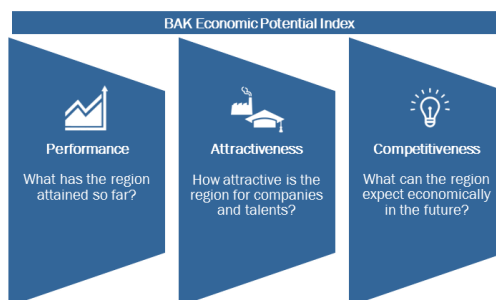 BAK Economic Potential Index
Performance
What has the region
attained so far?
Attractiveness
How attractive is the
region for companies
and talents?
Competitiveness
What can the region
expect economically
in the future?